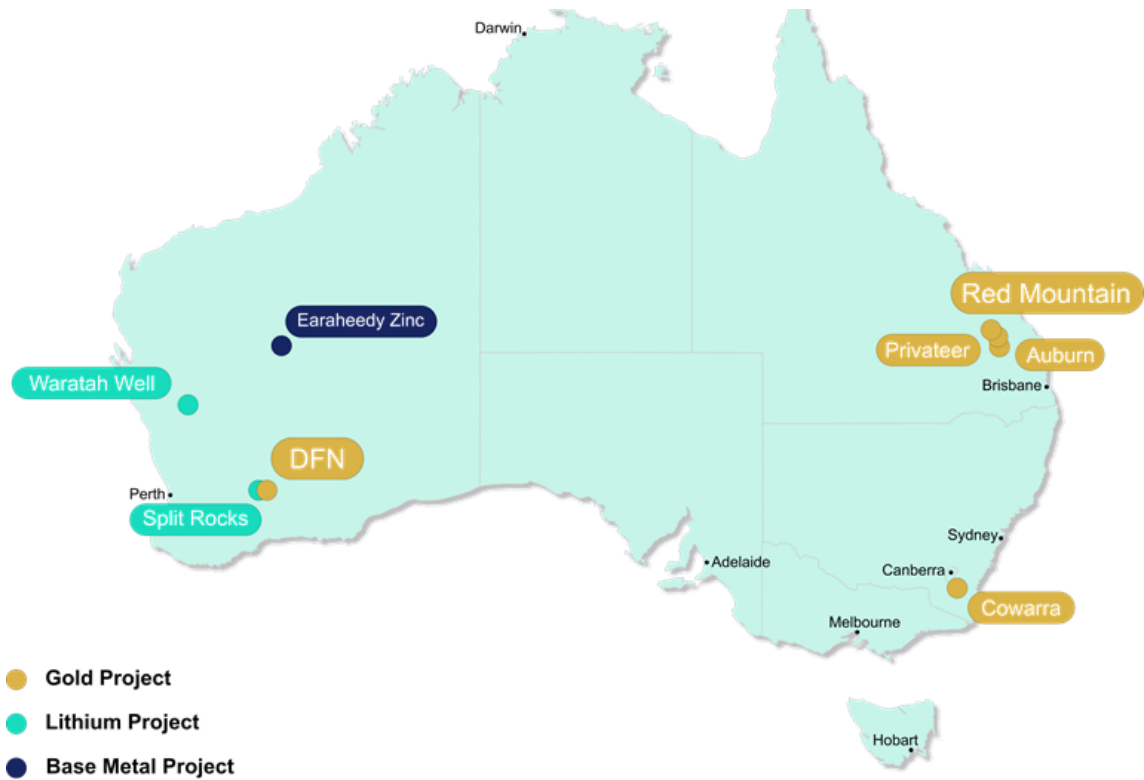 Darwin
Red Mountain
Earaheedy Zinc
Privateer
Auburn
Waratah Well
Brisbane
DFN
Perth
Split Rocks
Sydney
Adelaide
Canberra
Cowarra
Melbourne
Gold Project
Lithium Project
Hobart
Base Metal Project